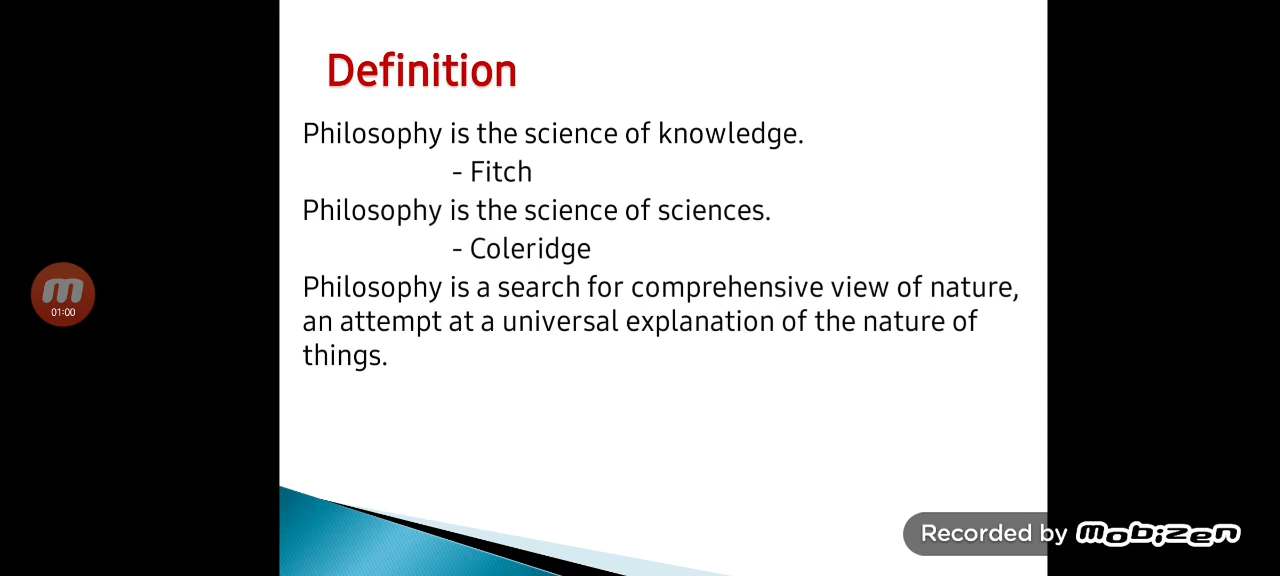 Definition
Philosophy is the science of knowledge.
- Fitch
Philosophy is the science of sciences.
- Coleridge
Philosophy is a search for comprehensive view of nature,
an attempt at a universal explanation of the nature of
things.
m
01:00
Recorded by mobizen